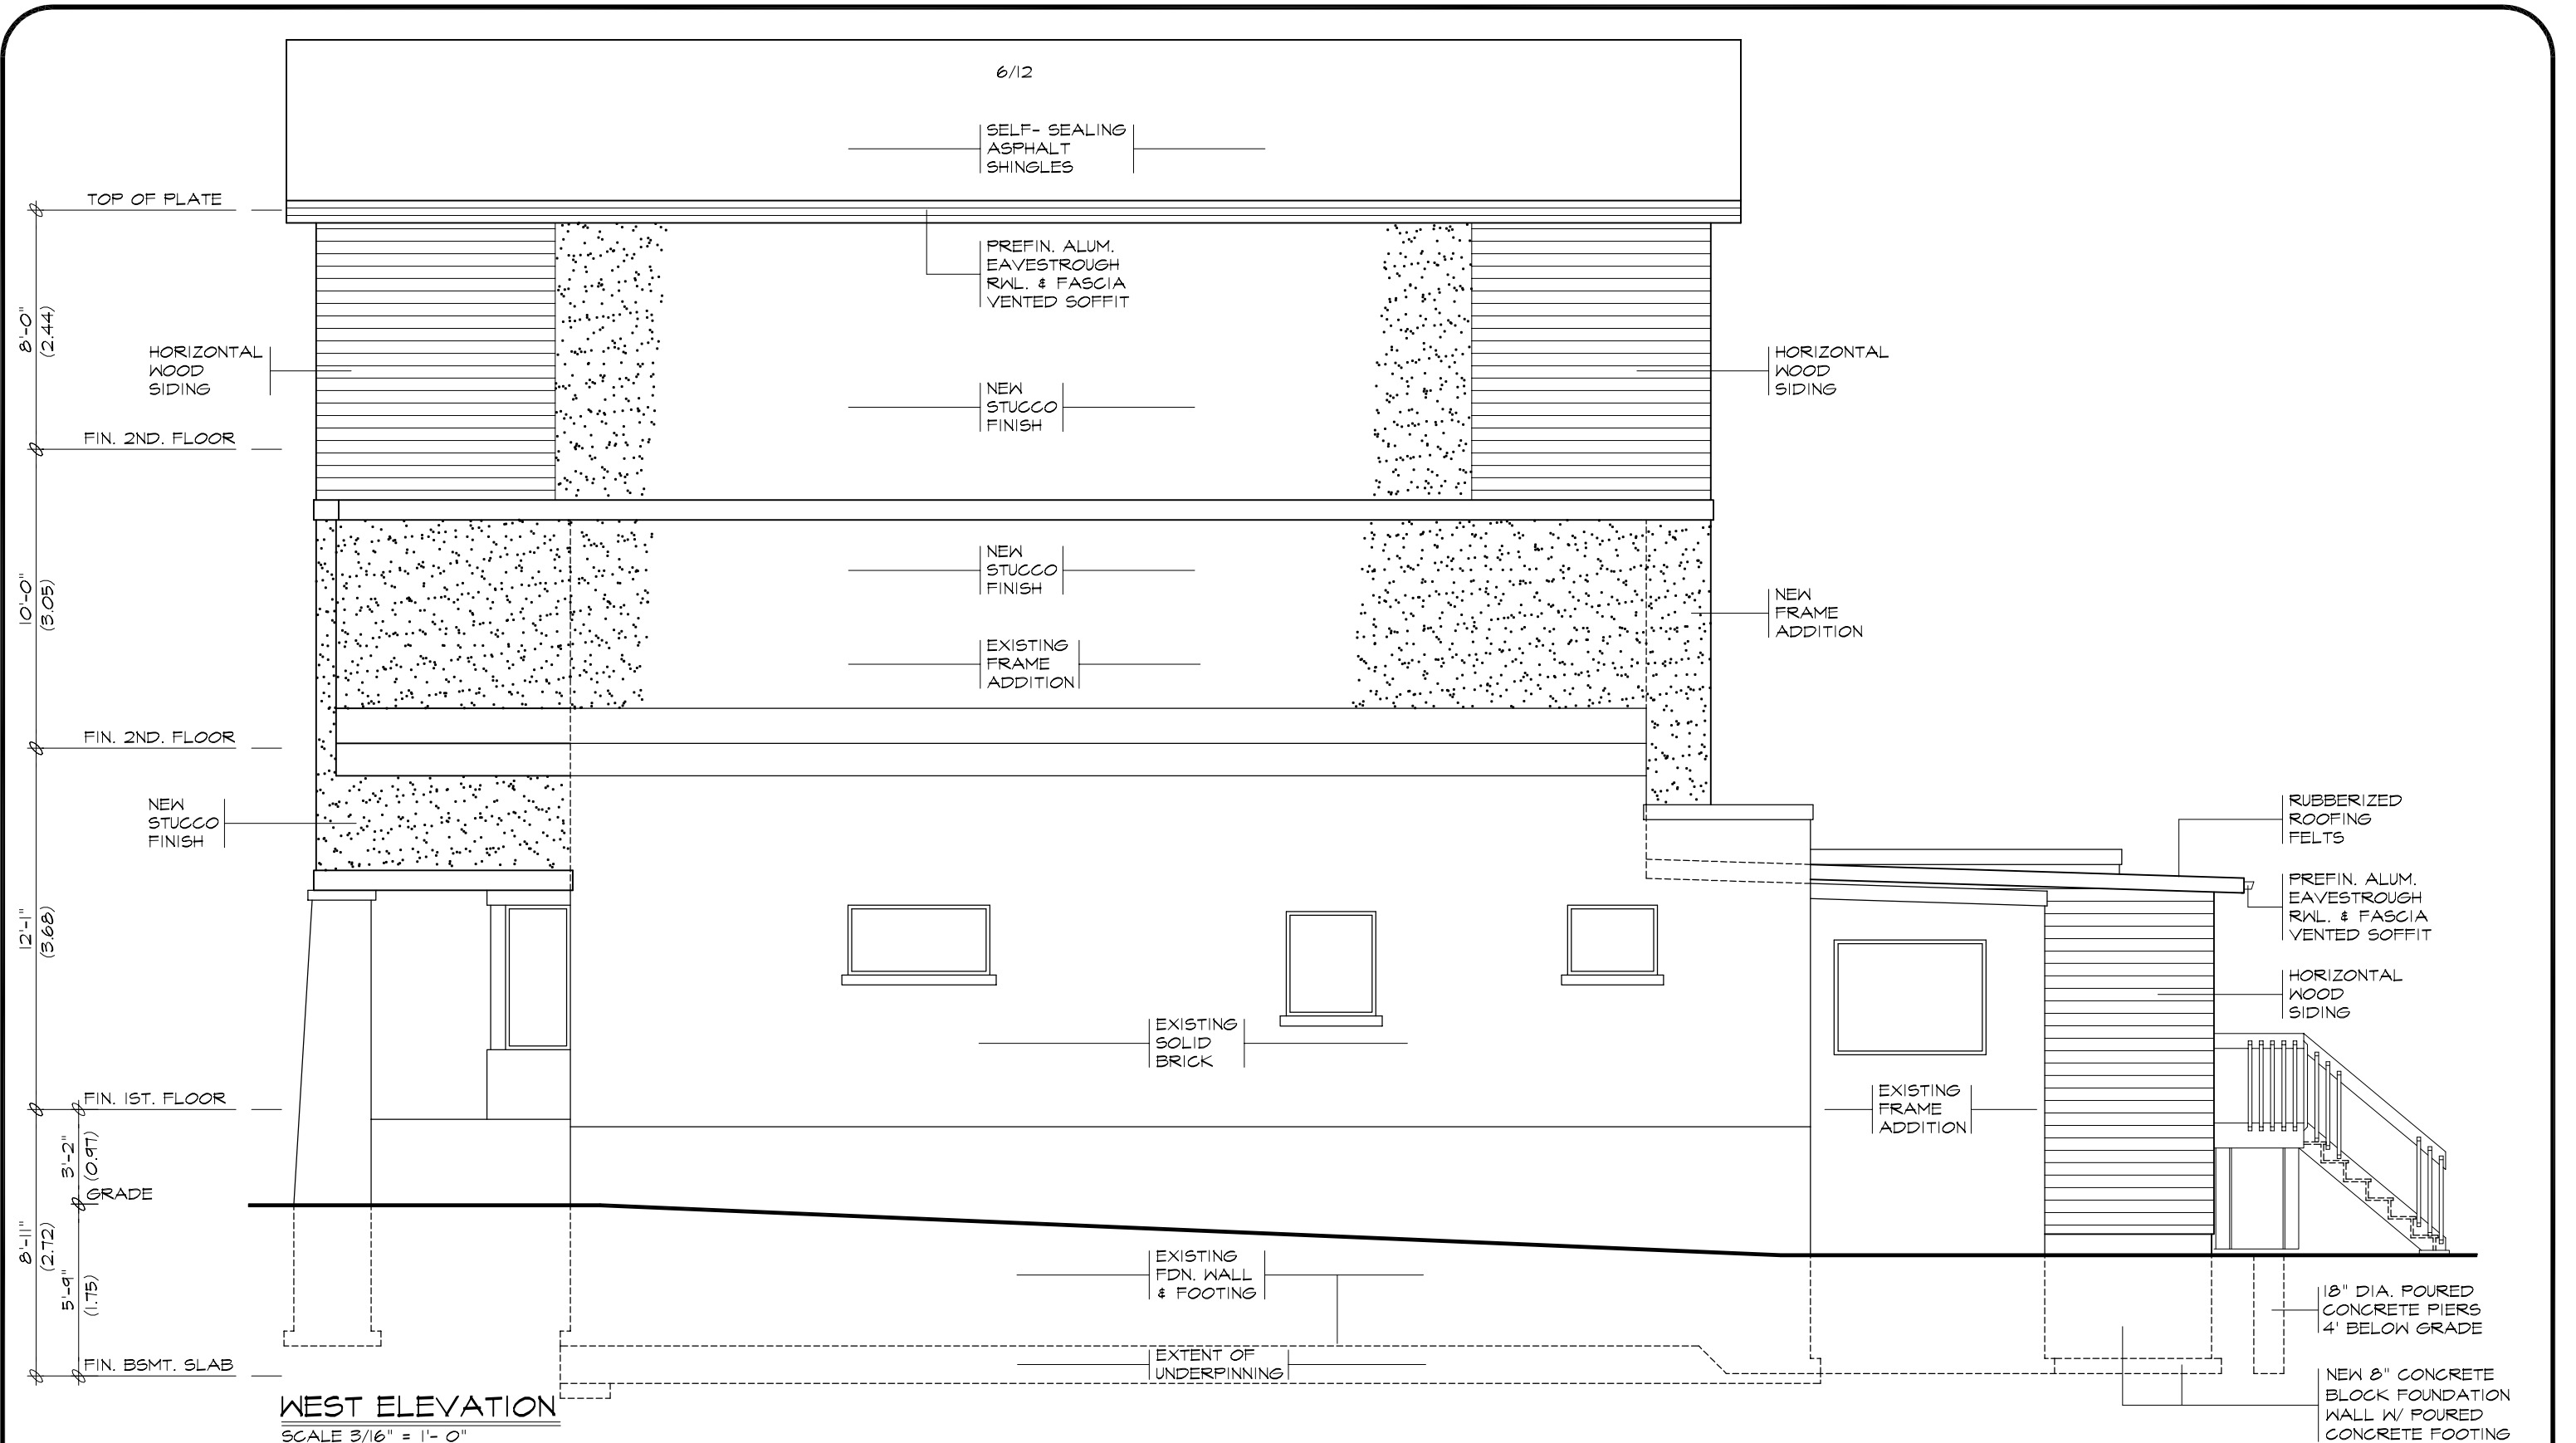 6/12
SELF- SEALING
ASPHALT
SHINGLES
TOP OF PLATE
PREFIN. ALUM.
EAVESTROUGH
RWL. & FASCIA
VENTED SOFFIT
8'-0"
(2.44)
HORIZONTAL
WOOD
SIDING
NEW
STUCCO
FINISH
HORIZONTAL
WOOD
SIDING
FIN. 2ND. FLOOR
NEW
STUCCO
FINISH
10'-0"
(3.05)
NEW
FRAME
ADDITION
EXISTING
FRAME
ADDITION
FIN. 2ND. FLOOR
NEW
STUCCO
FINISH
RUBBERIZED
ROOFING
FELTS
PREFIN. ALUM.
EAVESTROUGH
RWL. & FASCIA
VENTED SOFFIT
12'-1"
(3.68)
HORIZONTAL
WOOD
SIDING
EXISTING
SOLID
BRICK
EXISTING
FRAME
ADDITION
FIN. 1ST. FLOOR
3'-2"
(0.97)
GRADE
8'-11"
(2.72)
5'-9"
(1.75)
EXISTING
FDN. WALL
& FOOTING
18" DIA. POURED
CONCRETE PIERS
4' BELOW GRADE
FIN. BSMT. SLAB
EXTENT OF
UNDERPINNING
NEW 8" CONCRETE
BLOCK FOUNDATION
WALL W/ POURED
CONCRETE FOOTING
WEST ELEVATION
SCALE 3/16" = 1'- 0"